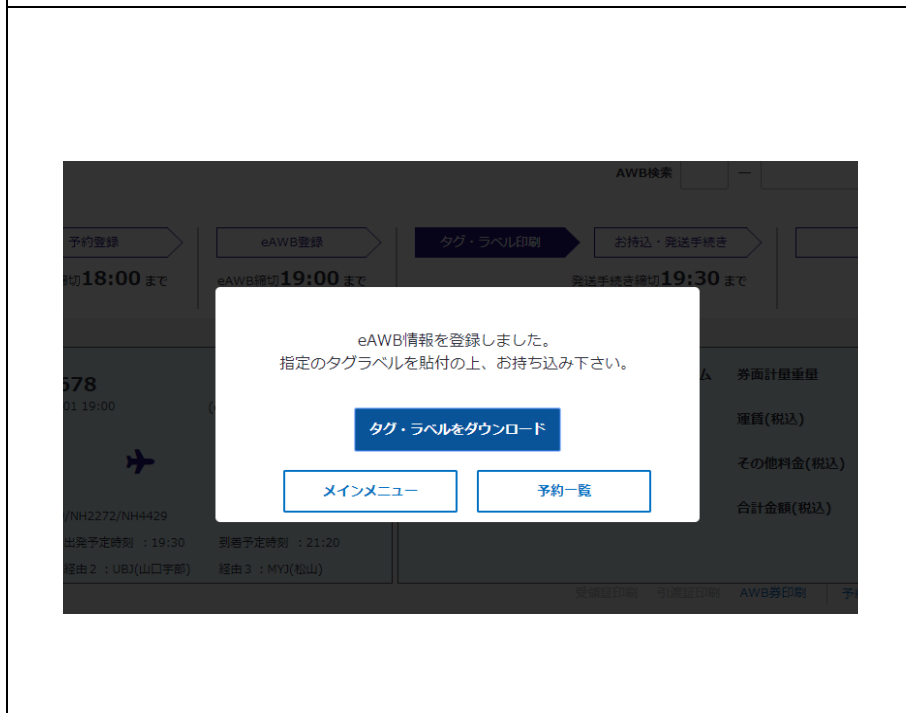 AWB検索 ー
予約登録
eAWB登録
タグ・ラベル印刷
お持込・発送手続き
切18:00 まで
eAWB締切19:00 まで
発送手続き締切19:30 まで
eAWB情報を登録しました。
指定のタグラベルを貼付の上、お持ち込み下さい。
タグ・ラベルをダウンロード
メインメニュー
予約一覧
578
01 19:00
/NH2272/NH4429
出発予定時刻 : 19:30
到着予定時刻 : 21:20
経由2 : UBJ(山口宇部)
経由3 : MYJ(松山)
ム
券面計量重量
運賃(税込)
その他料金(税込)
合計金額(税込)
引渡証印刷
AWB券印刷